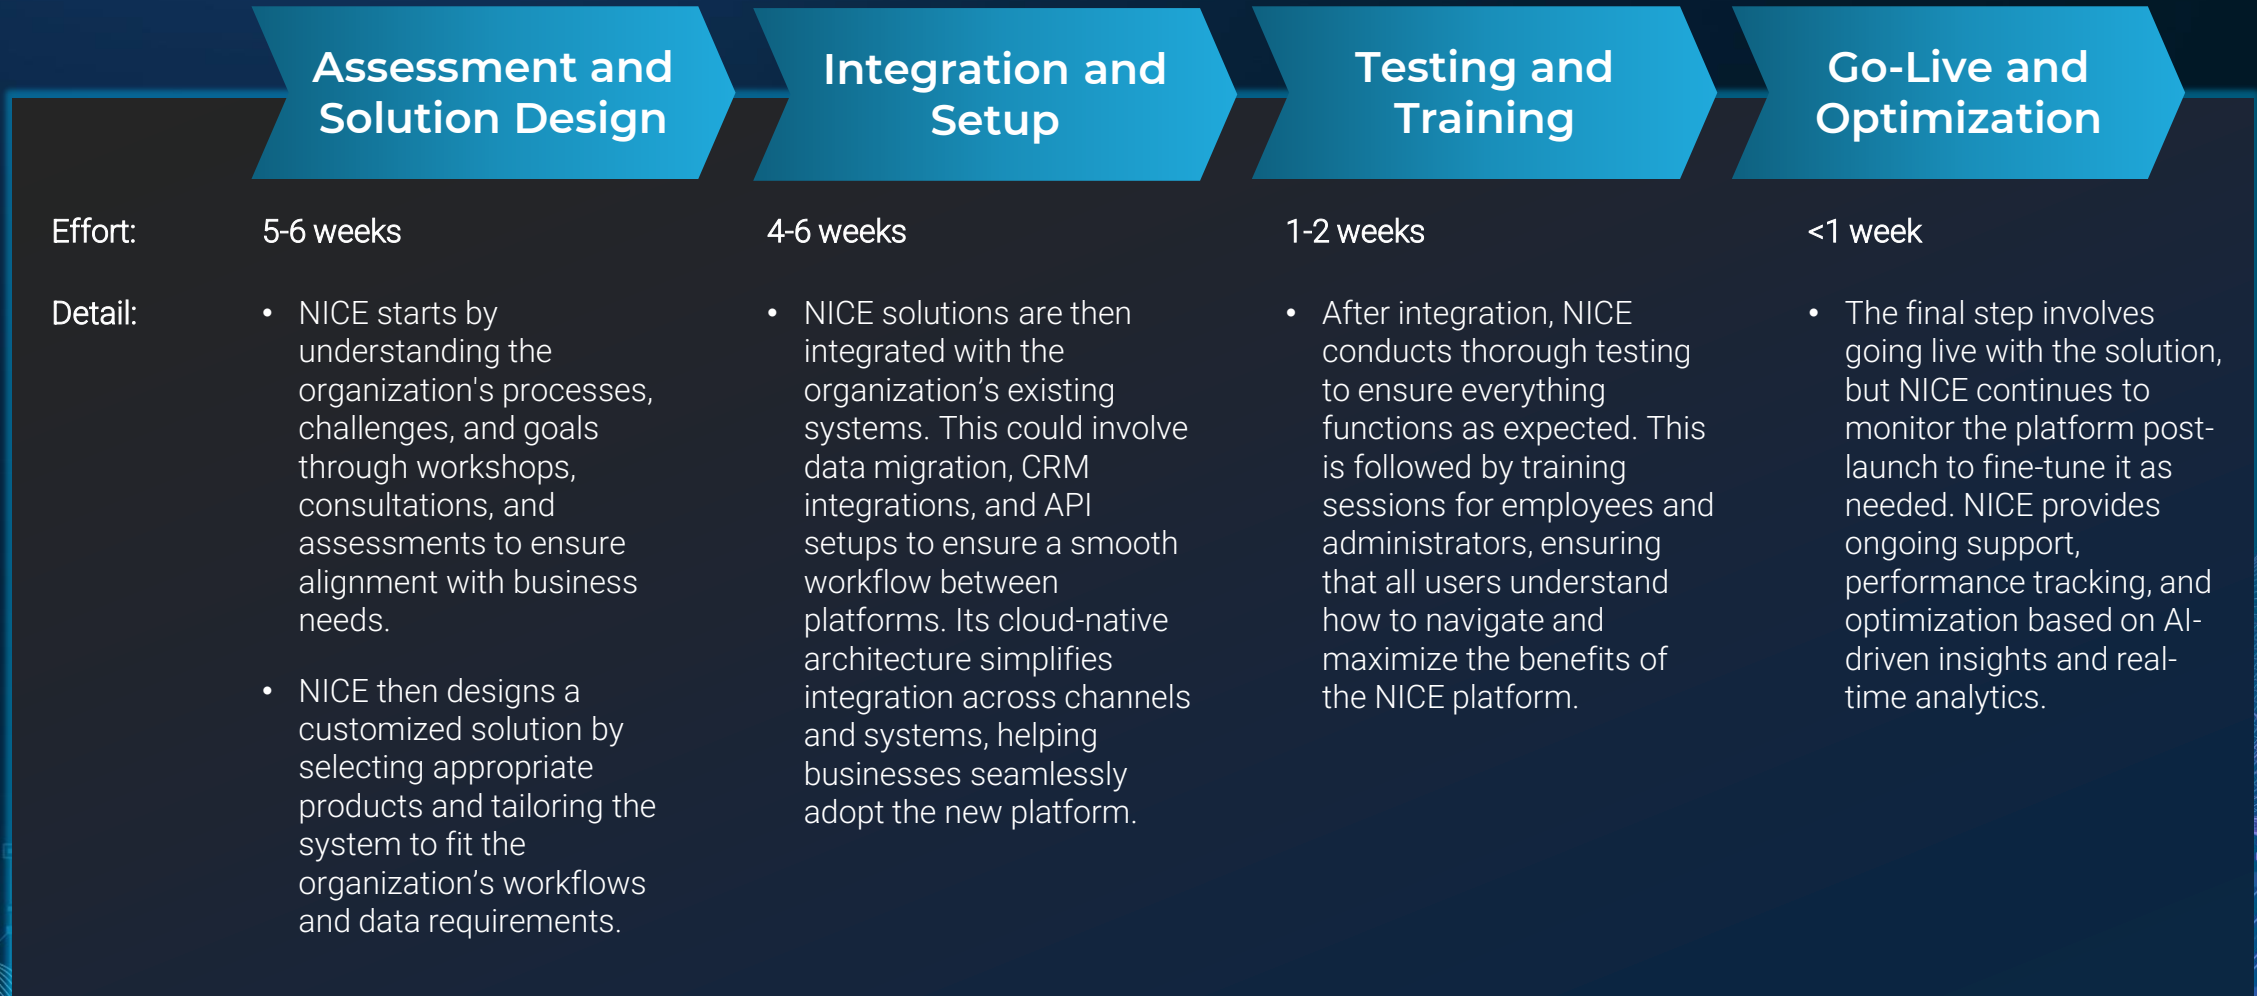 Assessment and
Solution Design
Integration and
Setup
Testing and
Training
Go-Live and
Optimization
Effort:
5-6 weeks
4-6 weeks
1-2 weeks
<1 week
Detail:
• NICE starts by
understanding the
organization's processes,
challenges, and goals
through workshops,
consultations, and
assessments to ensure
alignment with business
needs.
• NICE then designs a
customized solution by
selecting appropriate
products and tailoring the
system to fit the
organization’s workflows
and data requirements.
• NICE solutions are then
integrated with the
organization’s existing
systems. This could involve
data migration, CRM
integrations, and API
setups to ensure a smooth
workflow between
platforms. Its cloud-native
architecture simplifies
integration across channels
and systems, helping
businesses seamlessly
adopt the new platform.
• After integration, NICE
conducts thorough testing
to ensure everything
functions as expected. This
is followed by training
sessions for employees and
administrators, ensuring
that all users understand
how to navigate and
maximize the benefits of
the NICE platform.
• The final step involves
going live with the solution,
but NICE continues to
monitor the platform post-
launch to fine-tune it as
needed. NICE provides
ongoing support,
performance tracking, and
optimization based on AI-
driven insights and real-
time analytics.